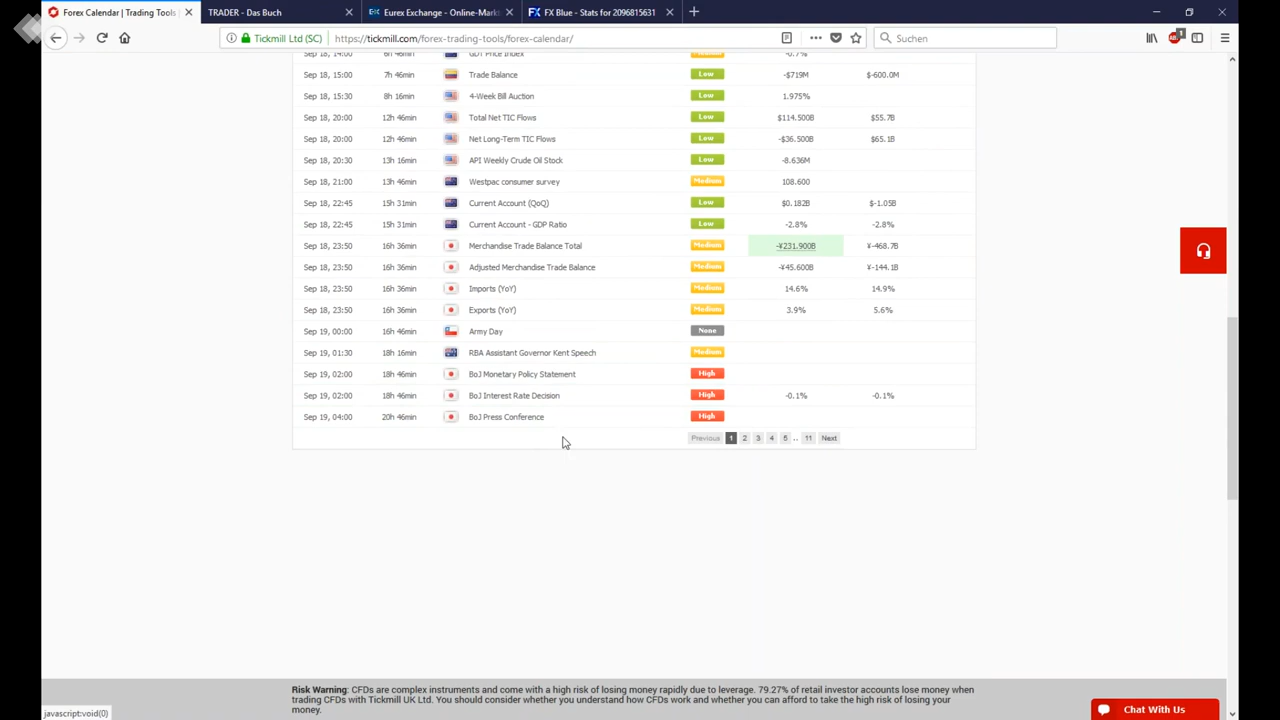 Forex Calendar | Trading Tools |
TRADER - Das Buch
Eurex Exchange - Online-Markt
FX Blue - Stats for 2096815631
Tickmill Ltd (SC)
https://tickmill.com/forex-trading-tools/forex-calendar/
Suchen
1
Sep 18, 14:00 6h 46min GDT Price Index Medium -0.7%
Sep 18, 15:00 7h 46min Trade Balance Low -$719M $-600.0M
Sep 18, 15:30 8h 16min 4-Week Bill Auction Low 1.975%
Sep 18, 20:00 12h 46min Total Net TIC Flows Low $114.500B $55.7B
Sep 18, 20:00 12h 46min Net Long-Term TIC Flows Low -$36.500B $65.1B
Sep 18, 20:30 13h 16min API Weekly Crude Oil Stock Low -8.636M
Sep 18, 21:00 13h 46min Westpac consumer survey Medium 108.600
Sep 18, 22:45 15h 31min Current Account (QoQ) Low $0.182B $-1.05B
Sep 18, 22:45 15h 31min Current Account - GDP Ratio Low -2.8% -2.8%
Sep 18, 23:50 16h 36min Merchandise Trade Balance Total Medium -¥231.900B ¥-468.7B
Sep 18, 23:50 16h 36min Adjusted Merchandise Trade Balance Medium -¥45.600B ¥-144.1B
Sep 18, 23:50 16h 36min Imports (YoY) Medium 14.6% 14.9%
Sep 18, 23:50 16h 36min Exports (YoY) Medium 3.9% 5.6%
Sep 19, 00:00 16h 46min Army Day None
Sep 19, 01:30 18h 16min RBA Assistant Governor Kent Speech Medium
Sep 19, 02:00 18h 46min BoJ Monetary Policy Statement High
Sep 19, 02:00 18h 46min BoJ Interest Rate Decision High -0.1% -0.1%
Sep 19, 04:00 20h 46min BoJ Press Conference High
Previous 1 2 3 4 5 .. 11 Next
Risk Warning: CFDs are complex instruments and come with a high risk of losing money rapidly due to leverage. 79.27% of retail investor accounts lose money when
trading CFDs with Tickmill UK Ltd. You should consider whether you understand how CFDs work and whether you can afford to take the high risk of losing your
money.
Chat With Us
javascript:void(0)